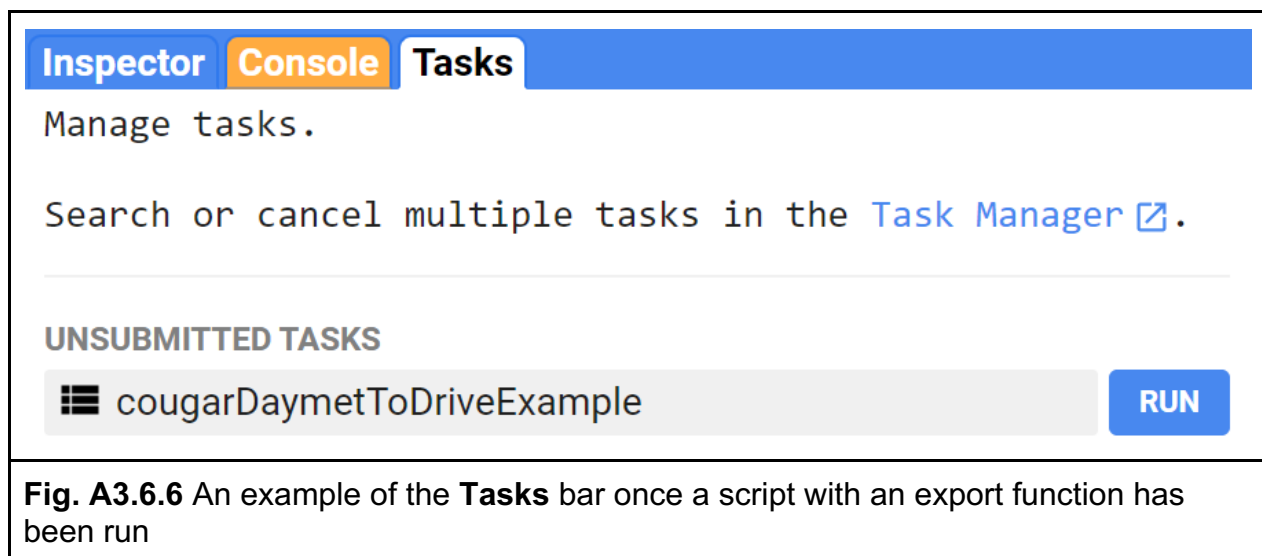 Inspector Console Tasks
Manage tasks.
Search or cancel multiple tasks in the Task Manager.
UNSUBMITTED TASKS
cougarDaymetToDriveExample RUN
Fig. A3.6.6 An example of the Tasks bar once a script with an export function has
been run